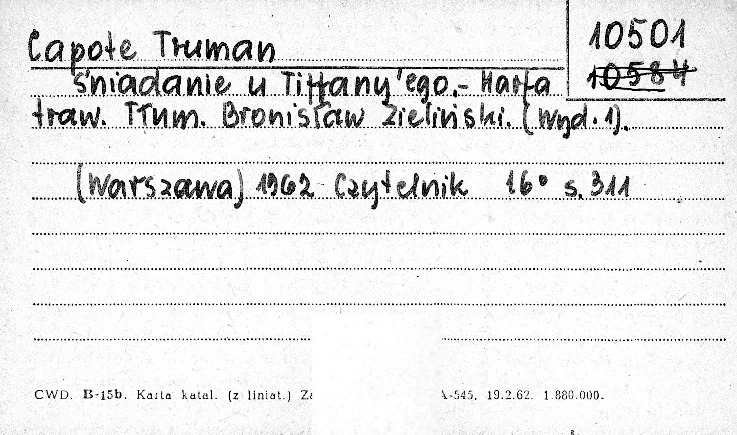 Capote Truman
10501
10584
Śniadanie u Tiffany'ego.- Harfa
traw. Tłum. Bronisław Zieliński. (Wyd. 1).
(Warszawa) 1962 Czytelnik 16° s. 311
CWD. B-15b. Karta katal. (z liniat.) Za -545. 19.2.62. 1.880.000.